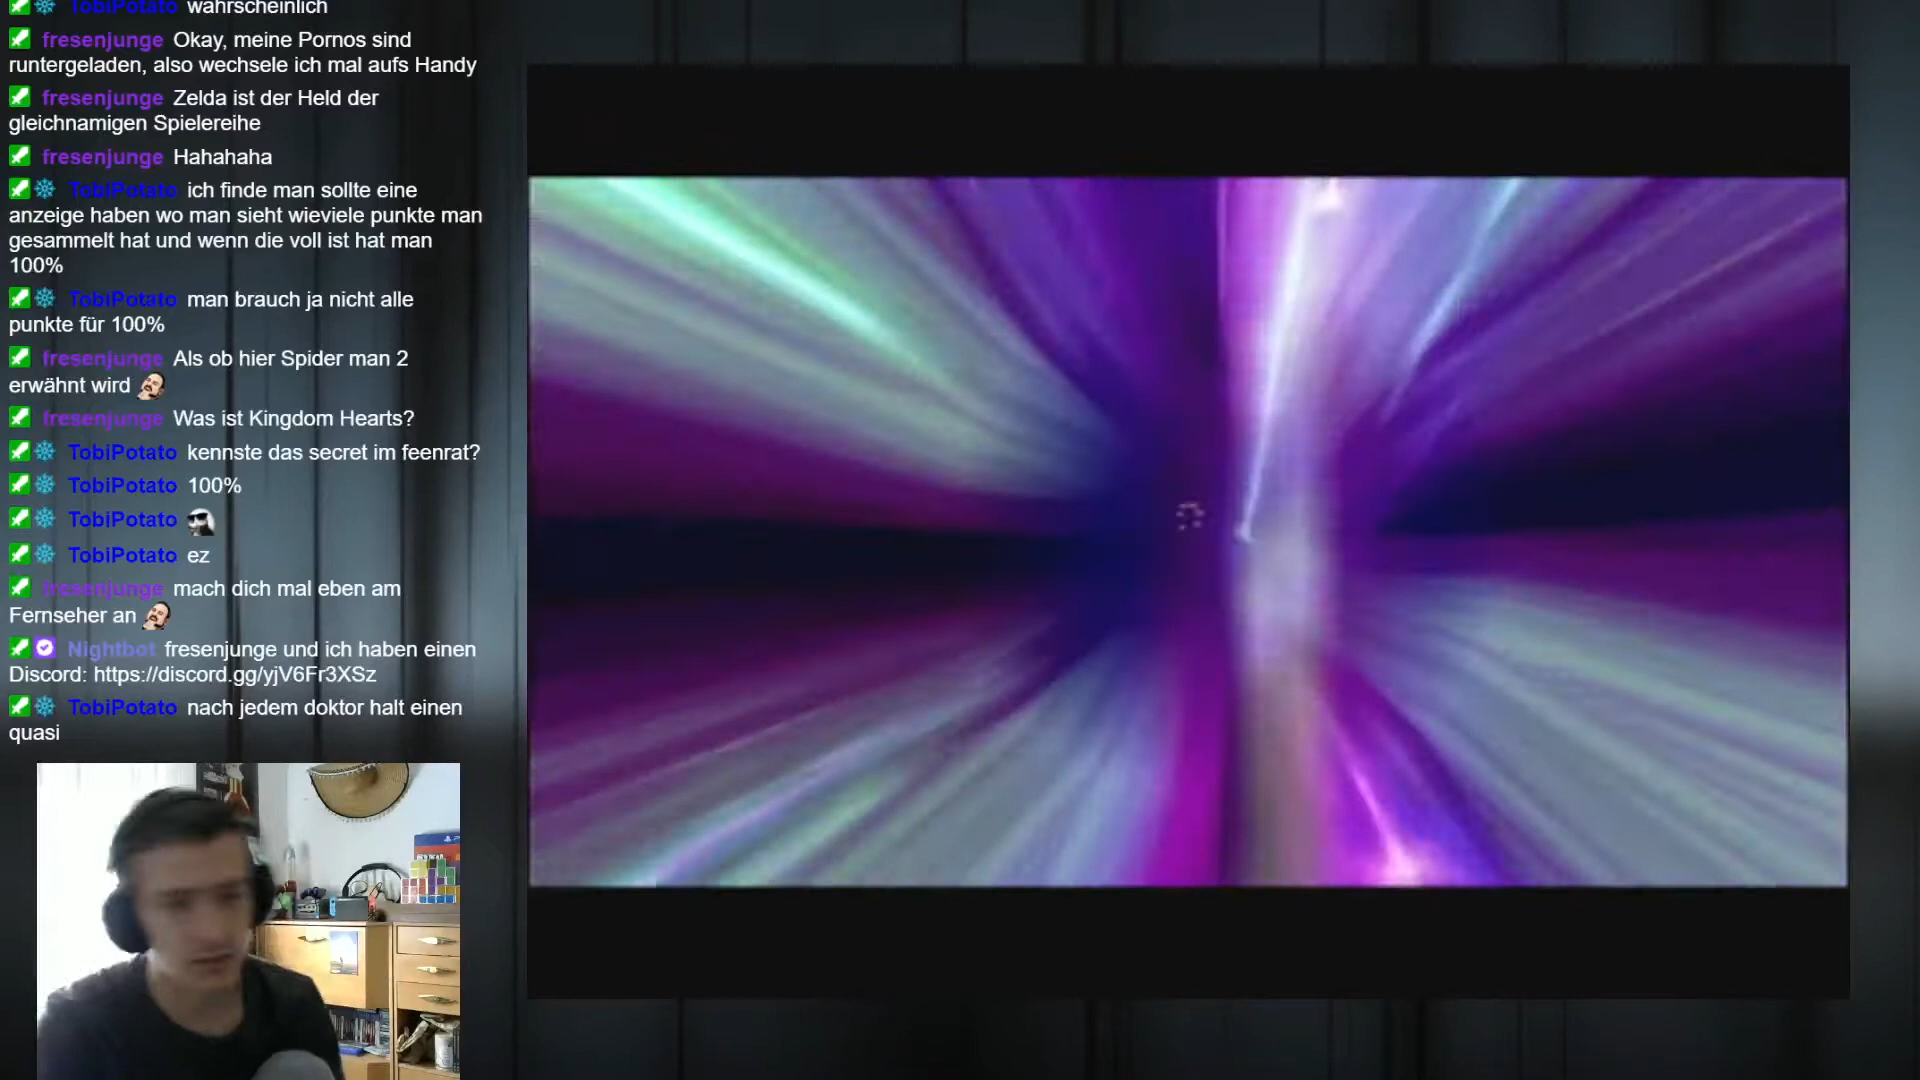 TobiPotato wahrscheinlich
fresenjunge Okay, meine Pornos sind
runtergeladen, also wechsele ich mal aufs Handy
fresenjunge Zelda ist der Held der
gleichnamigen Spielereihe
fresenjunge Hahahaha
TobiPotato ich finde man sollte eine
anzeige haben wo man sieht wieviele punkte man
gesammelt hat und wenn die voll ist hat man
100%
TobiPotato man brauch ja nicht alle
punkte für 100%
fresenjunge Als ob hier Spider man 2
erwähnt wird
fresenjunge Was ist Kingdom Hearts?
TobiPotato kennste das secret im feenrat?
TobiPotato 100%
TobiPotato
TobiPotato ez
fresenjunge mach dich mal eben am
Fernseher an
Nightbot fresenjunge und ich haben einen
Discord: https://discord.gg/yjV6Fr3XSz
TobiPotato nach jedem doktor halt einen
quasi